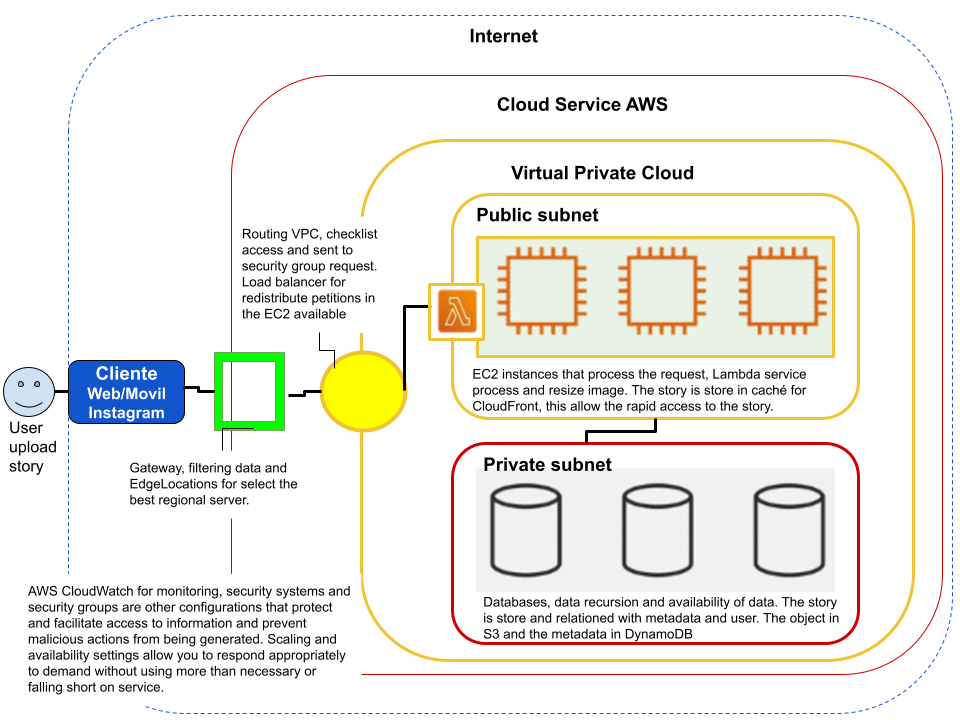 Internet
Cloud Service AWS
Virtual Private Cloud
Public subnet
Routing VPC, checklist
access and sent to
security group request.
Load balancer for
redistribute petitions in
the EC2 available
EC2 instances that process the request, Lambda service
process and resize image. The story is store in caché for
CloudFront, this allow the rapid access to the story.
Cliente
Web/Movil
Instagram
User
upload
story
Gateway, filtering data and
EdgeLocations for select the
best regional server.
Private subnet
Databases, data recursion and availability of data. The story
is store and relationed with metadata and user. The object in
S3 and the metadata in DynamoDB
AWS CloudWatch for monitoring, security systems and
security groups are other configurations that protect
and facilitate access to information and prevent
malicious actions from being generated. Scaling and
availability settings allow you to respond appropriately
to demand without using more than necessary or
falling short on service.